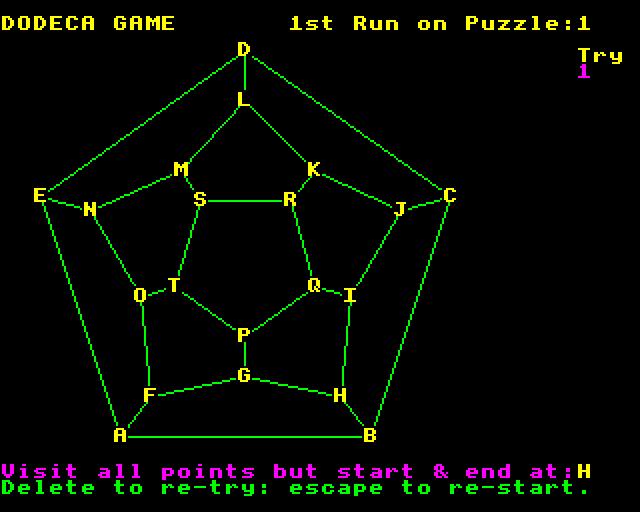 DODECA GAME 1st Run on Puzzle:1
Try
1
D
L
M K
E N S R J C
O T Q I
P
G
F H
A B
Visit all points but start & end at:H
Delete to re-try: escape to re-start.